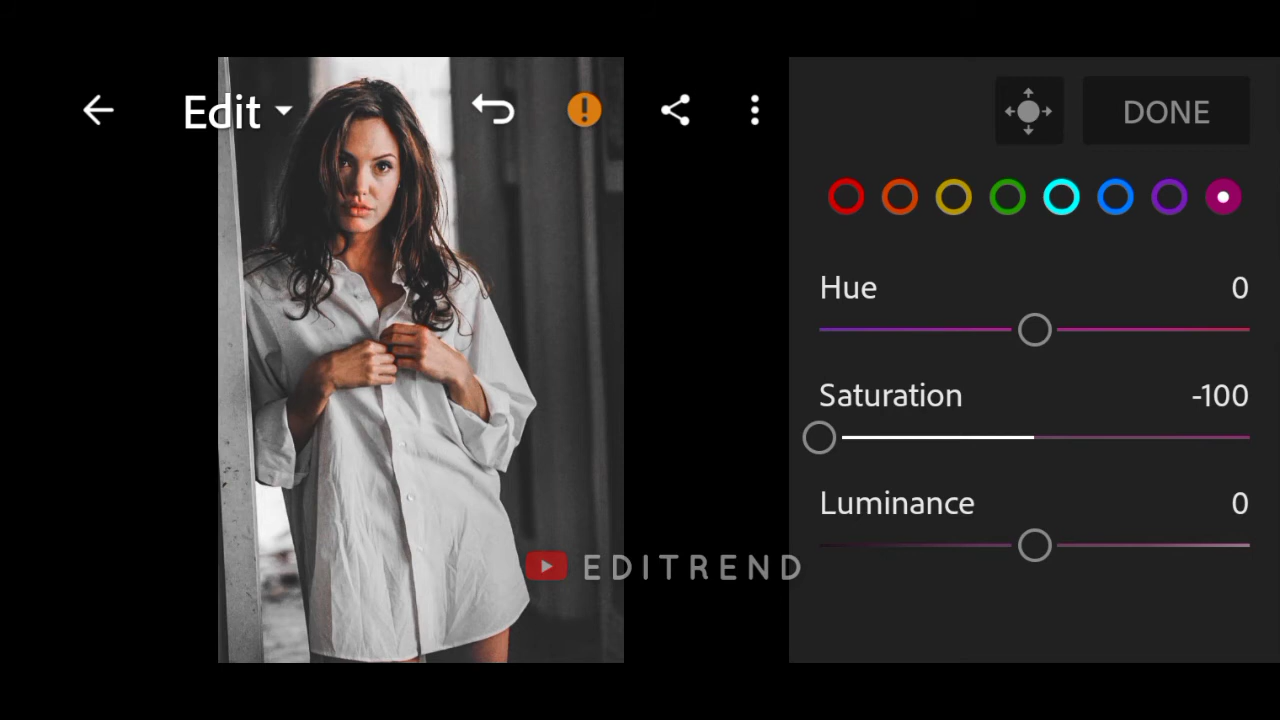 Edit
DONE
Hue 0
Saturation -100
Luminance 0
EDITREND